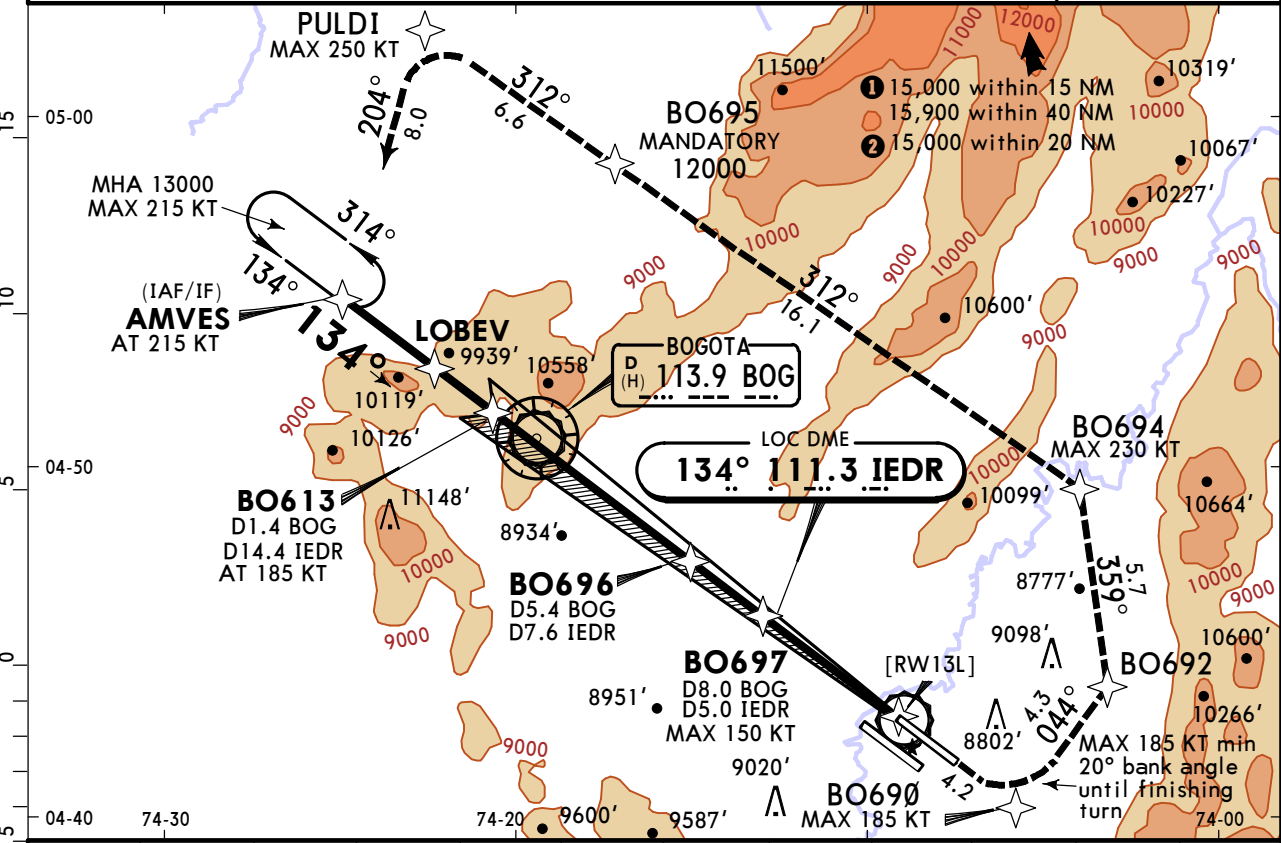 PULDI
MAX 250 KT
312°
6.6
204°
8.0
11500'
12000
11000
❶ 15,000 within 15 NM
15,900 within 40 NM
❷ 15,000 within 20 NM
10319'
10000
15
05-00
BO695
MANDATORY
12000
10067'
10227'
10000
9000
MHA 13000
MAX 215 KT
314°
134°
10000
9000
9000
10000
9000
312°
16.1
10
(IAF/IF)
AMVES
AT 215 KT
134°
LOBEV
9939'
10558'
10119'
BOGOTA
D
(H)
113.9 BOG
10600'
9000
9000
10126'
LOC DME
134° 111.3 IEDR
BO694
MAX 230 KT
04-50
5
10000
10099'
10664'
BO613
D1.4 BOG
D14.4 IEDR
AT 185 KT
11148'
8934'
10000
9000
BO696
D5.4 BOG
D7.6 IEDR
8777'
5.7
359°
10000
9000
9098'
10600'
0
BO697
D8.0 BOG
D5.0 IEDR
MAX 150 KT
[RW13L]
BO692
8951'
4.3
044°
10266'
9000
8802'
MAX 185 KT min
20° bank angle
until finishing
turn
9020'
4.2
BO69Ø
MAX 185 KT
5
04-40
74-30
74-20
9600'
9587'
74-00